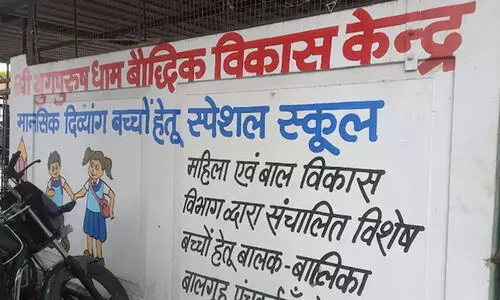 श्री युगपुरुष धाम बौद्धिक विकास केन्द्र
मानसिक दिव्यांग बच्चों हेतू स्पेशल स्कूल
महिला एवं बाल विकास
विभाग व्दारा संचालित विशेष
बच्चों हेतू बालक-बालिका
बालगृह